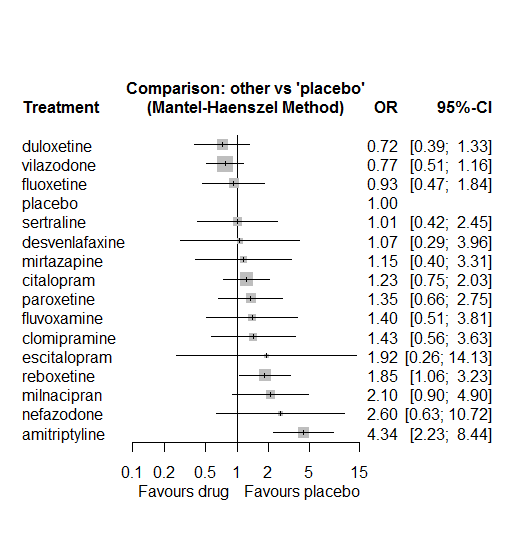 Comparison: other vs 'placebo'
Treatment (Mantel-Haenszel Method) OR 95%-CI
duloxetine 0.72 [0.39; 1.33]
vilazodone 0.77 [0.51; 1.16]
fluoxetine 0.93 [0.47; 1.84]
placebo 1.00
sertraline 1.01 [0.42; 2.45]
desvenlafaxine 1.07 [0.29; 3.96]
mirtazapine 1.15 [0.40; 3.31]
citalopram 1.23 [0.75; 2.03]
paroxetine 1.35 [0.66; 2.75]
fluvoxamine 1.40 [0.51; 3.81]
clomipramine 1.43 [0.56; 3.63]
escitalopram 1.92 [0.26; 14.13]
reboxetine 1.85 [1.06; 3.23]
milnacipran 2.10 [0.90; 4.90]
nefazodone 2.60 [0.63; 10.72]
amitriptyline 4.34 [2.23; 8.44]
0.1 0.2 0.5 1 2 5 15
Favours drug Favours placebo